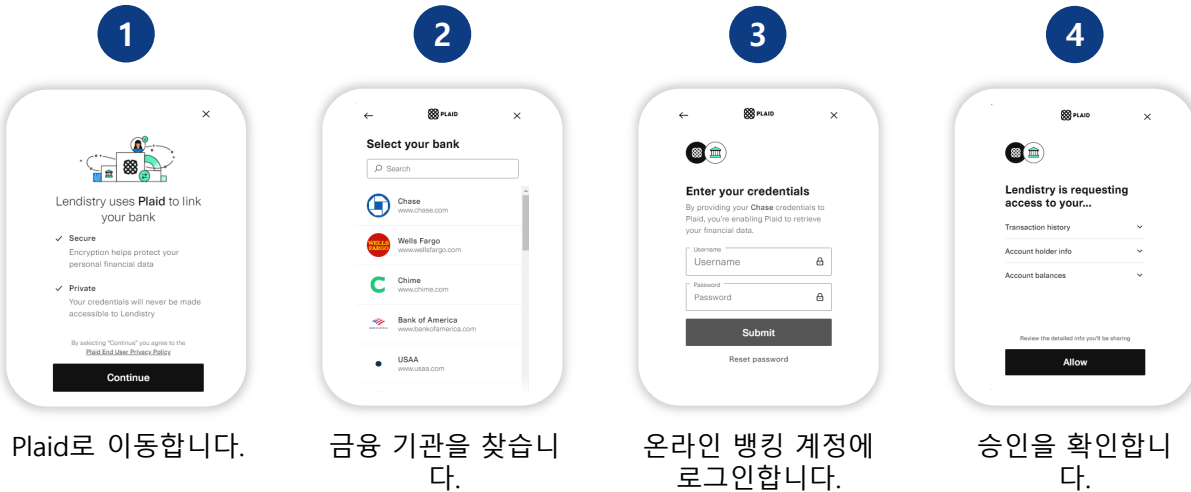 1
2
3
4
Lendistry uses Plaid to link
your bank
Secure
Encryption helps protect your
personal financial data
Private
Your credentials will never be made
accessible to Lendistry
By selecting "Continue" you agree to the
Plaid End User Privacy Policy
Continue
PLAID
Select your bank
Search
Chase
www.chase.com
WELLS
FARGO
Wells Fargo
www.wellsfargo.com
Chime
www.chime.com
Bank of America
www.bankofamerica.com
USAA
www.usaa.com
PLAID
Enter your credentials
By providing your Chase credentials to
Plaid, you're enabling Plaid to retrieve
your financial data.
Username
Username
Password
Password
Submit
Reset password
PLAID
Lendistry is requesting
access to your...
Transaction history
Account holder info
Account balances
Review the detailed info you'll be sharing
Allow
Plaid로 이동합니다.
금융 기관을 찾습니
다.
온라인 뱅킹 계정에
로그인합니다.
승인을 확인합니
다.